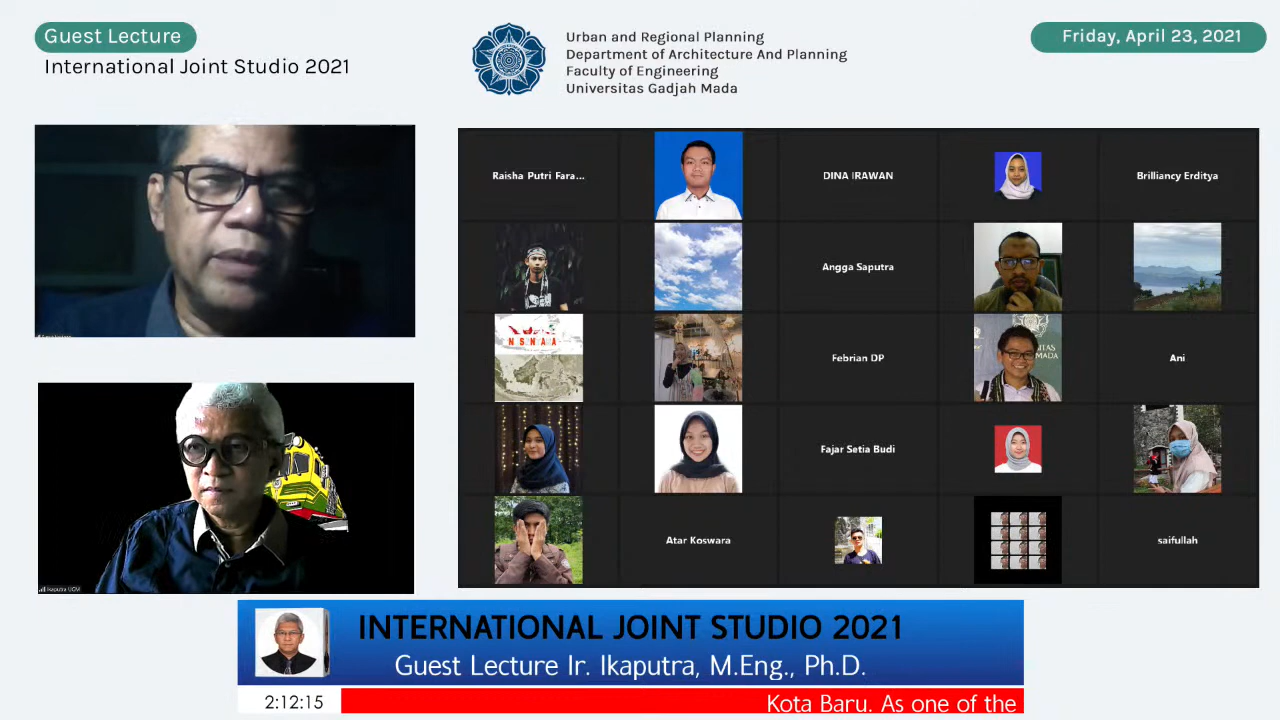 Guest Lecture
International Joint Studio 2021
Urban and Regional Planning
Department of Architecture And Planning
Faculty of Engineering
Universitas Gadjah Mada
Friday, April 23, 2021
Raisha Putri Fara...
DINA IRAWAN
Brilliancy Erditya
Angga Saputra
Febrian DP
Ani
Fajar Setia Budi
Atar Koswara
saifullah
Ikaputra UGM
INTERNATIONAL JOINT STUDIO 2021
Guest Lecture Ir. Ikaputra, M.Eng., Ph.D.
2:12:15
Kota Baru. As one of the